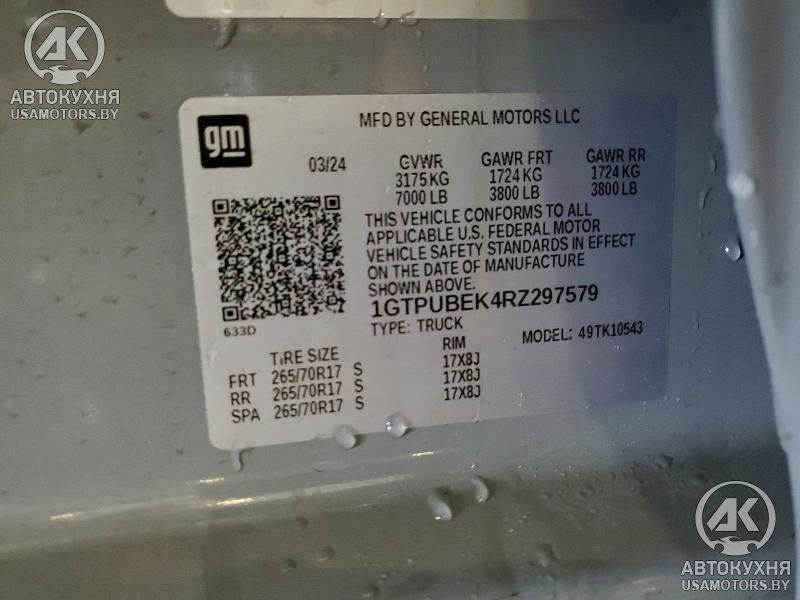 АК
АВТОКУХНЯ
USAMOTORS.BY
gm
MFD BY GENERAL MOTORS LLC
03/24
GVWR GAWR FRT GAWR RR
3175 KG 1724 KG 1724 KG
7000 LB 3800 LB 3800 LB
THIS VEHICLE CONFORMS TO ALL
APPLICABLE U.S. FEDERAL MOTOR
VEHICLE SAFETY STANDARDS IN EFFECT
ON THE DATE OF MANUFACTURE
SHOWN ABOVE.
1GTPUBEK4RZ297579
633D
TYPE: TRUCK MODEL: 49TK10543
TIRE SIZE RIM
FRT 265/70R17 S 17X8J
RR 265/70R17 S 17X8J
SPA 265/70R17 S 17X8J
АК
АВТОКУХНЯ
USAMOTORS.BY